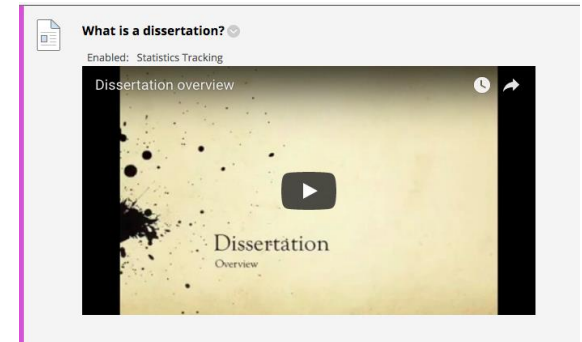 What is a dissertation?
Enabled: Statistics Tracking
Dissertation overview
Dissertation
Overview